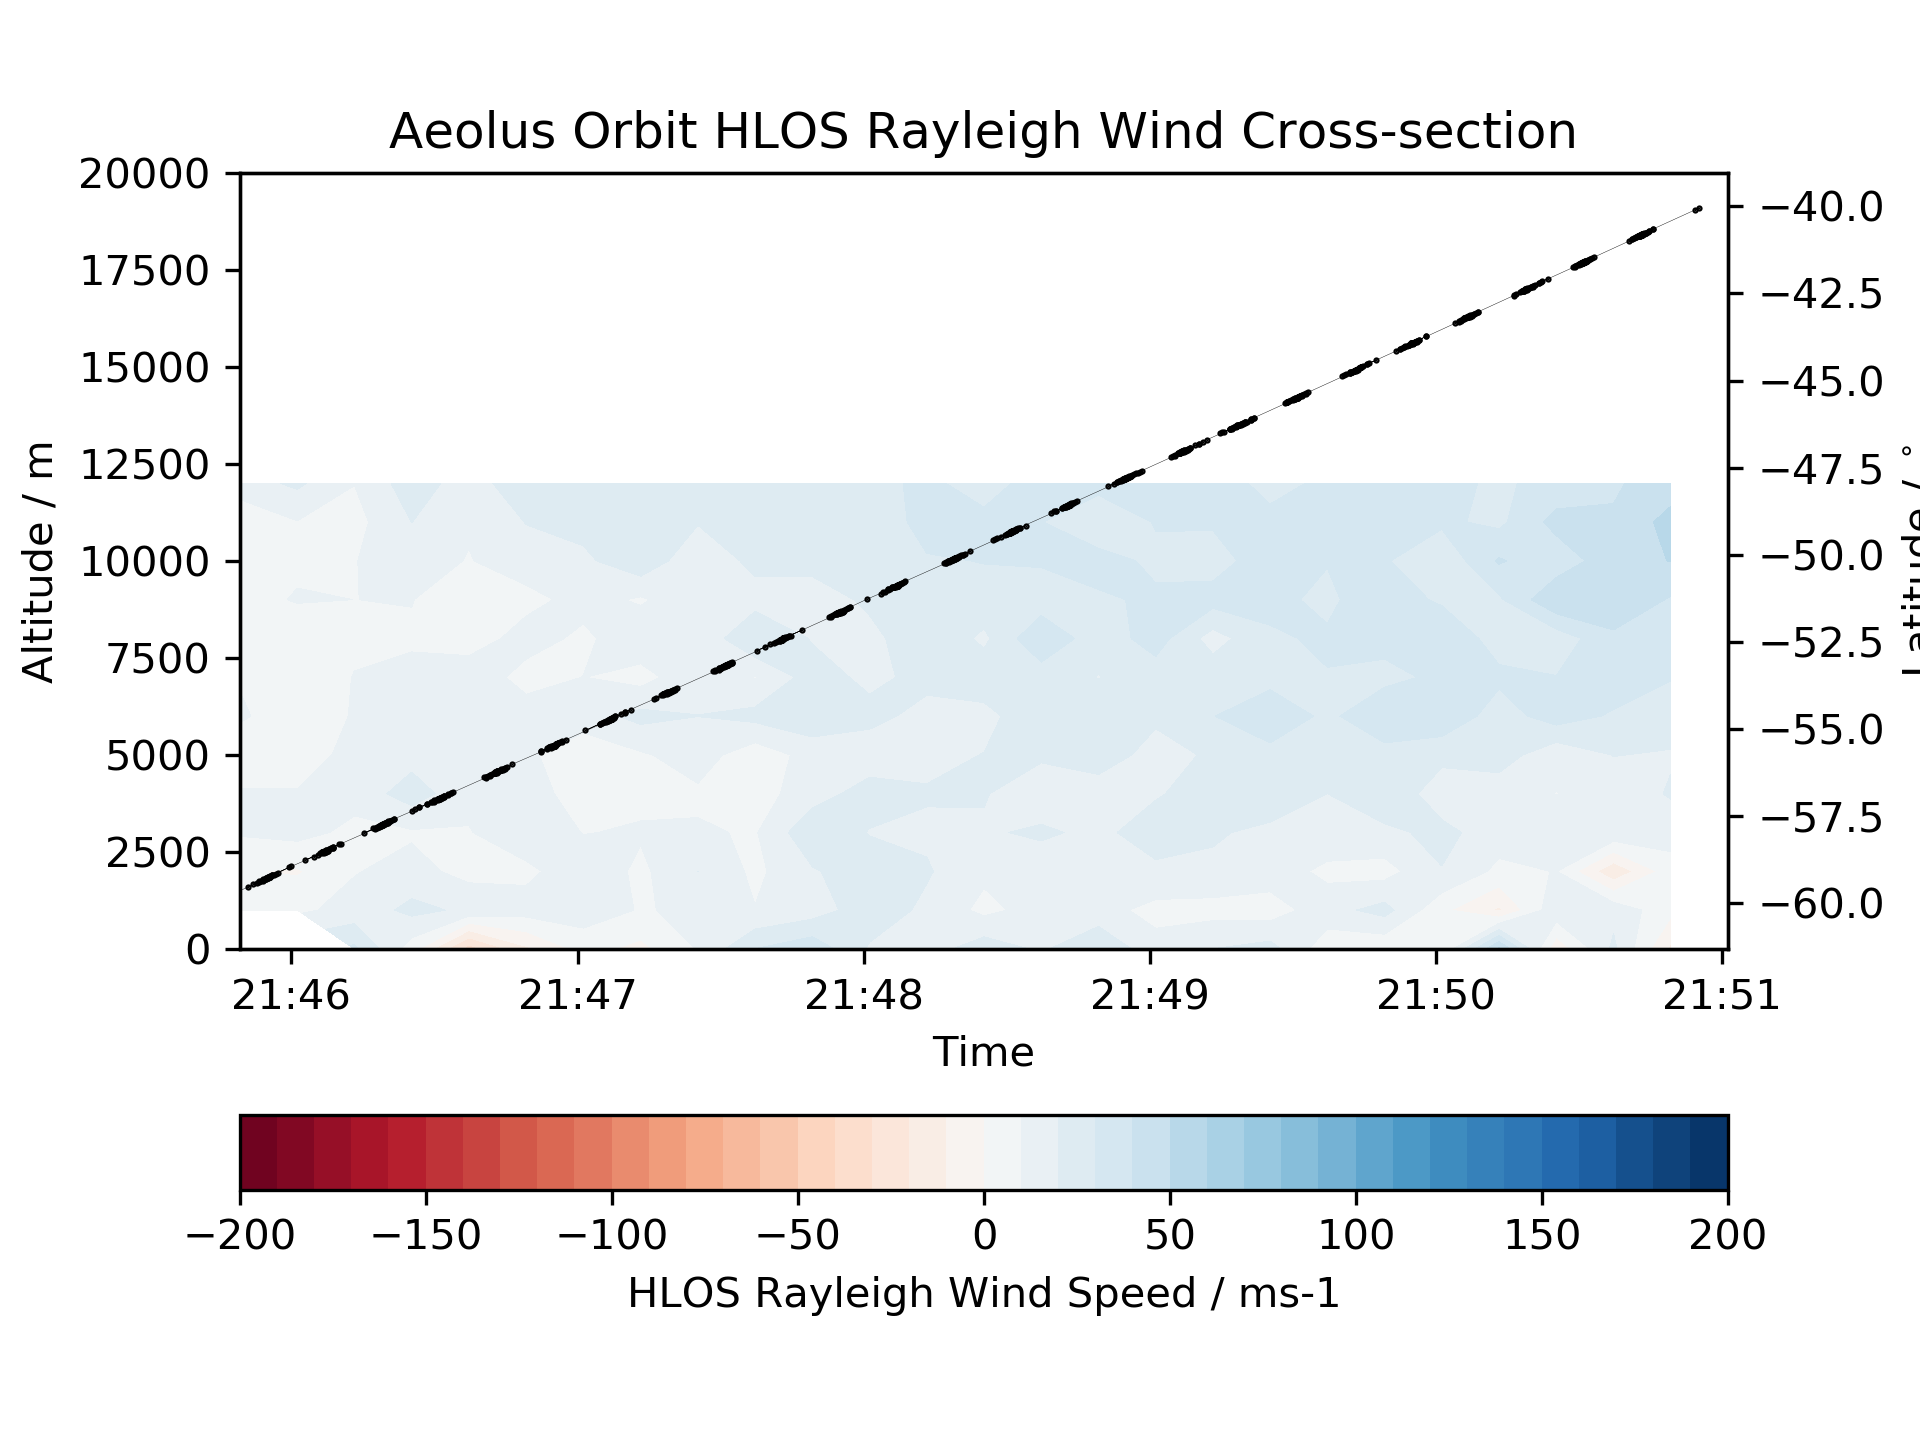 Aeolus Orbit HLOS Rayleigh Wind Cross-section
20000
17500
15000
12500
10000
7500
5000
2500
0
Altitude / m
−40.0
−42.5
−45.0
−47.5
−50.0
−52.5
−55.0
−57.5
−60.0
Latitude / °
21:46 21:47 21:48 21:49 21:50 21:51
Time
−200 −150 −100 −50 0 50 100 150 200
HLOS Rayleigh Wind Speed / ms-1